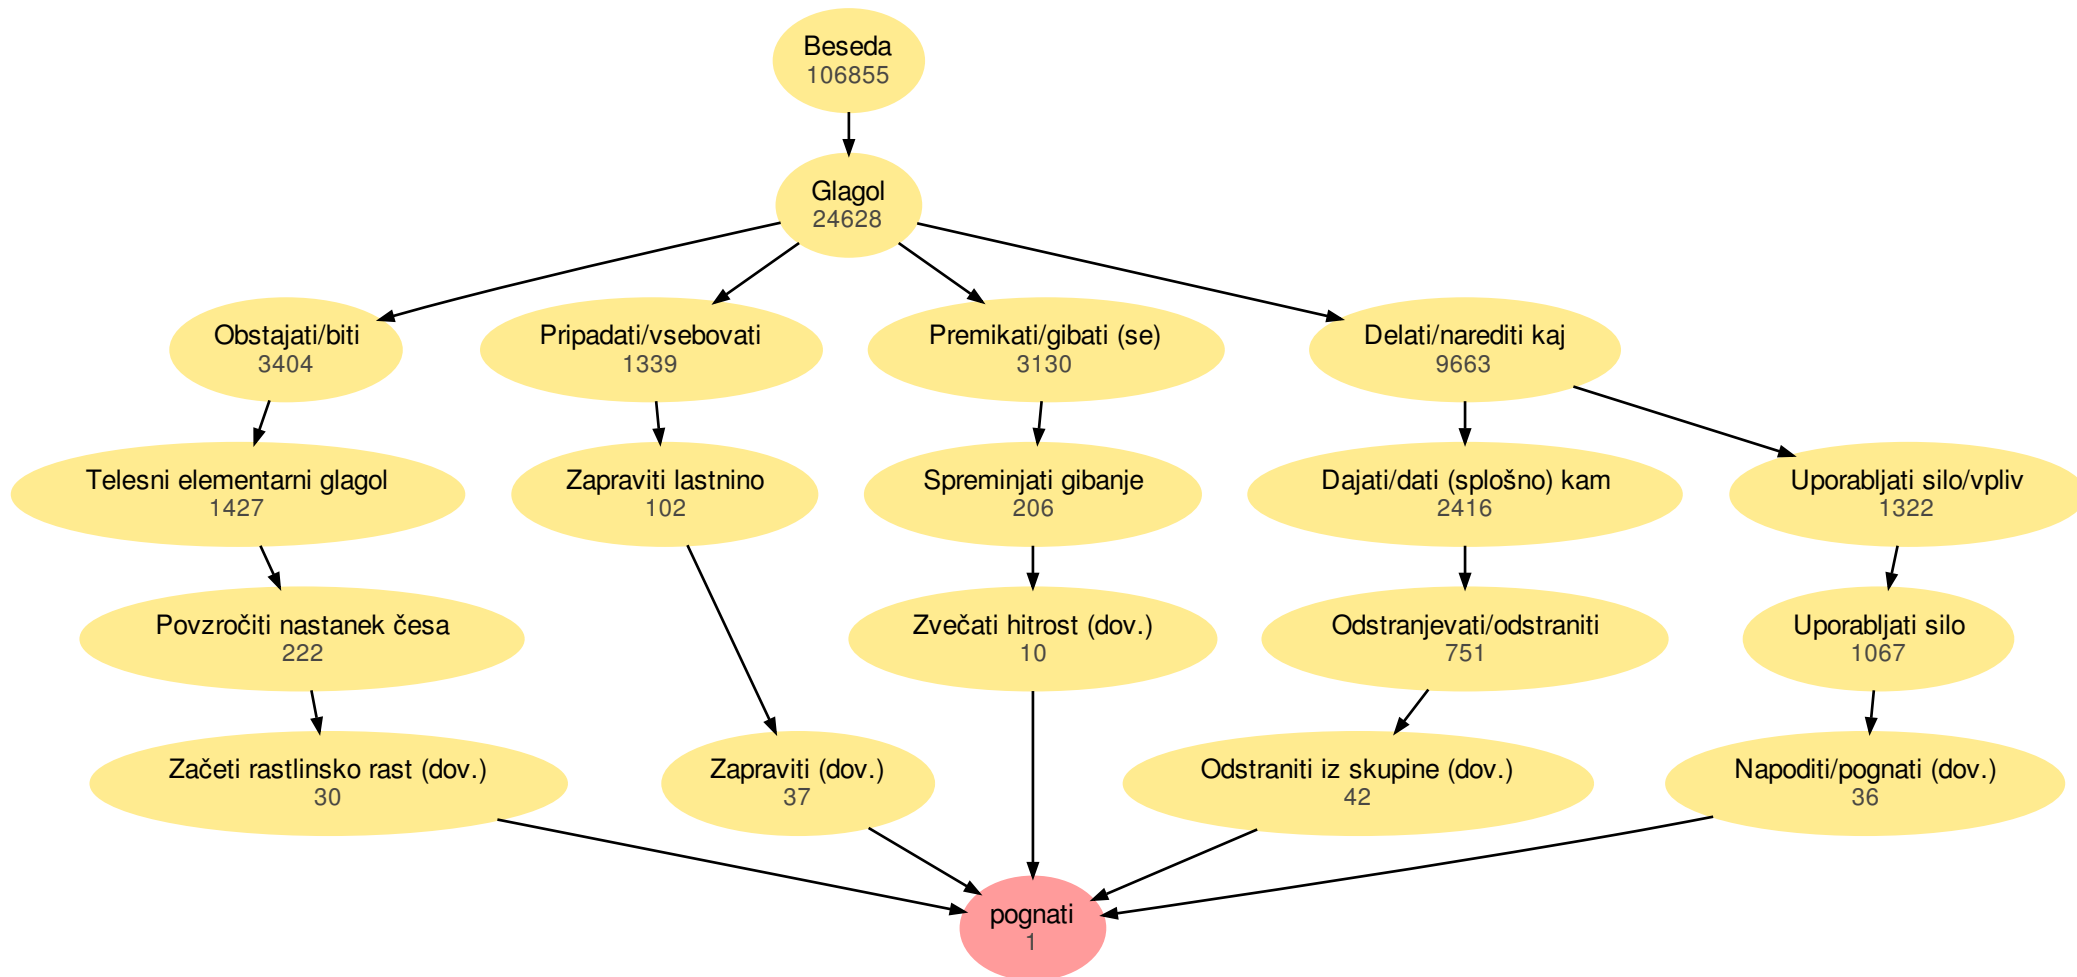 Beseda
106855
Glagol
24628
Obstajati/biti
3404
Pripadati/vsebovati
1339
Premikati/gibati (se)
3130
Delati/narediti kaj
9663
Telesni elementarni glagol
1427
Zapraviti lastnino
102
Spreminjati gibanje
206
Dajati/dati (splošno) kam
2416
Uporabljati silo/vpliv
1322
Povzročiti nastanek česa
222
Zvečati hitrost (dov.)
10
Odstranjevati/odstraniti
751
Uporabljati silo
1067
Začeti rastlinsko rast (dov.)
30
Zapraviti (dov.)
37
Odstraniti iz skupine (dov.)
42
Napoditi/pognati (dov.)
36
pognati
1